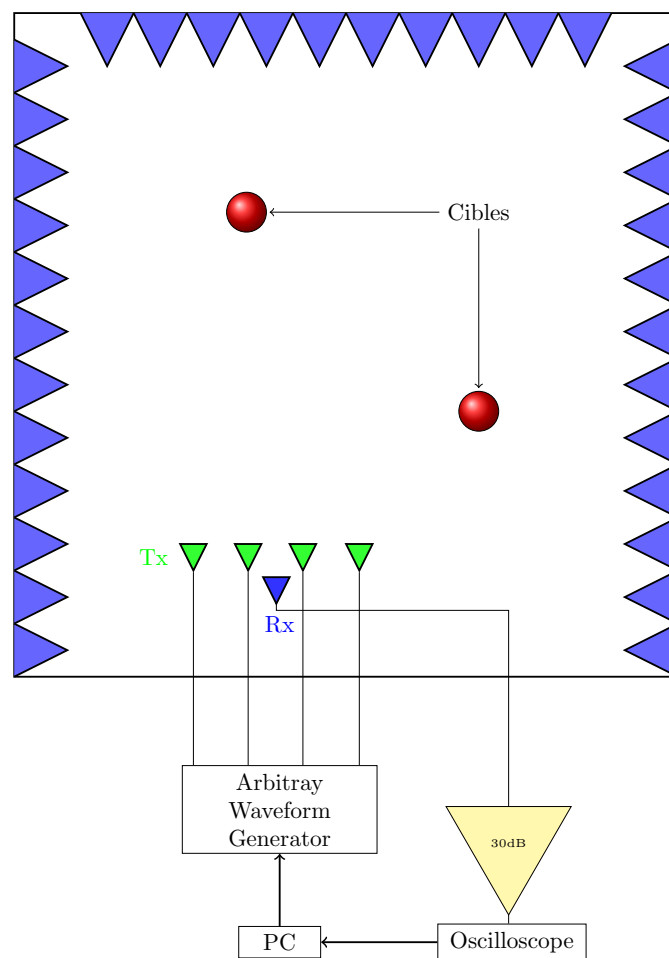 Cibles
Tx
Rx
Arbitray
Waveform
Generator
30dB
PC
Oscilloscope